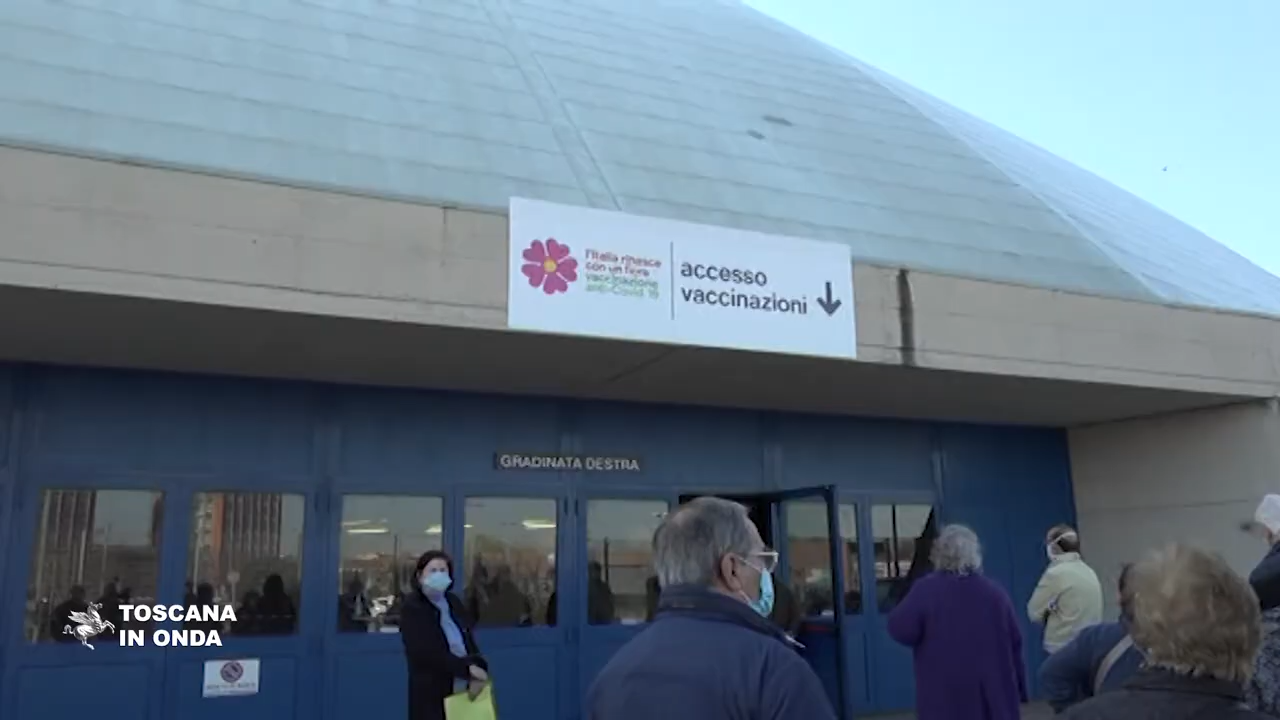 l'Italia rinasce
con un fiore
vaccinazione
anti-Covid 19
accesso
vaccinazioni
GRADINATA DESTRA
TOSCANA
IN ONDA